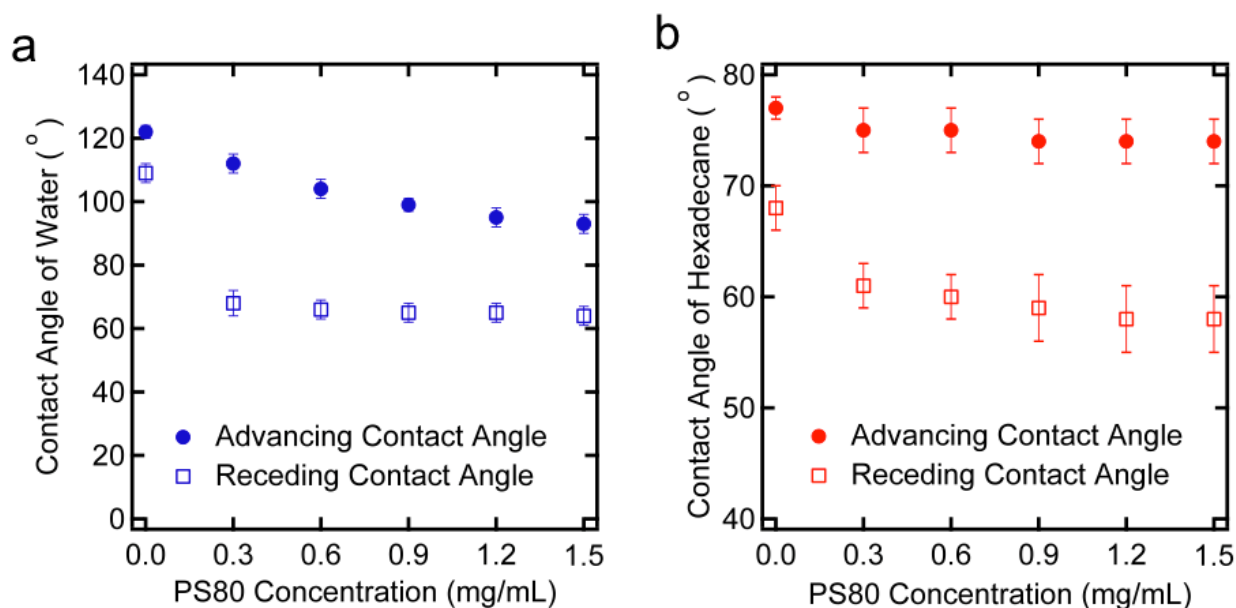 a
Contact Angle of Water (°)
140
120
100
80
60
40
20
0
Advancing Contact Angle
Receding Contact Angle
0.0 0.3 0.6 0.9 1.2 1.5
PS80 Concentration (mg/mL)
b
Contact Angle of Hexadecane (°)
80
70
60
50
40
Advancing Contact Angle
Receding Contact Angle
0.0 0.3 0.6 0.9 1.2 1.5
PS80 Concentration (mg/mL)